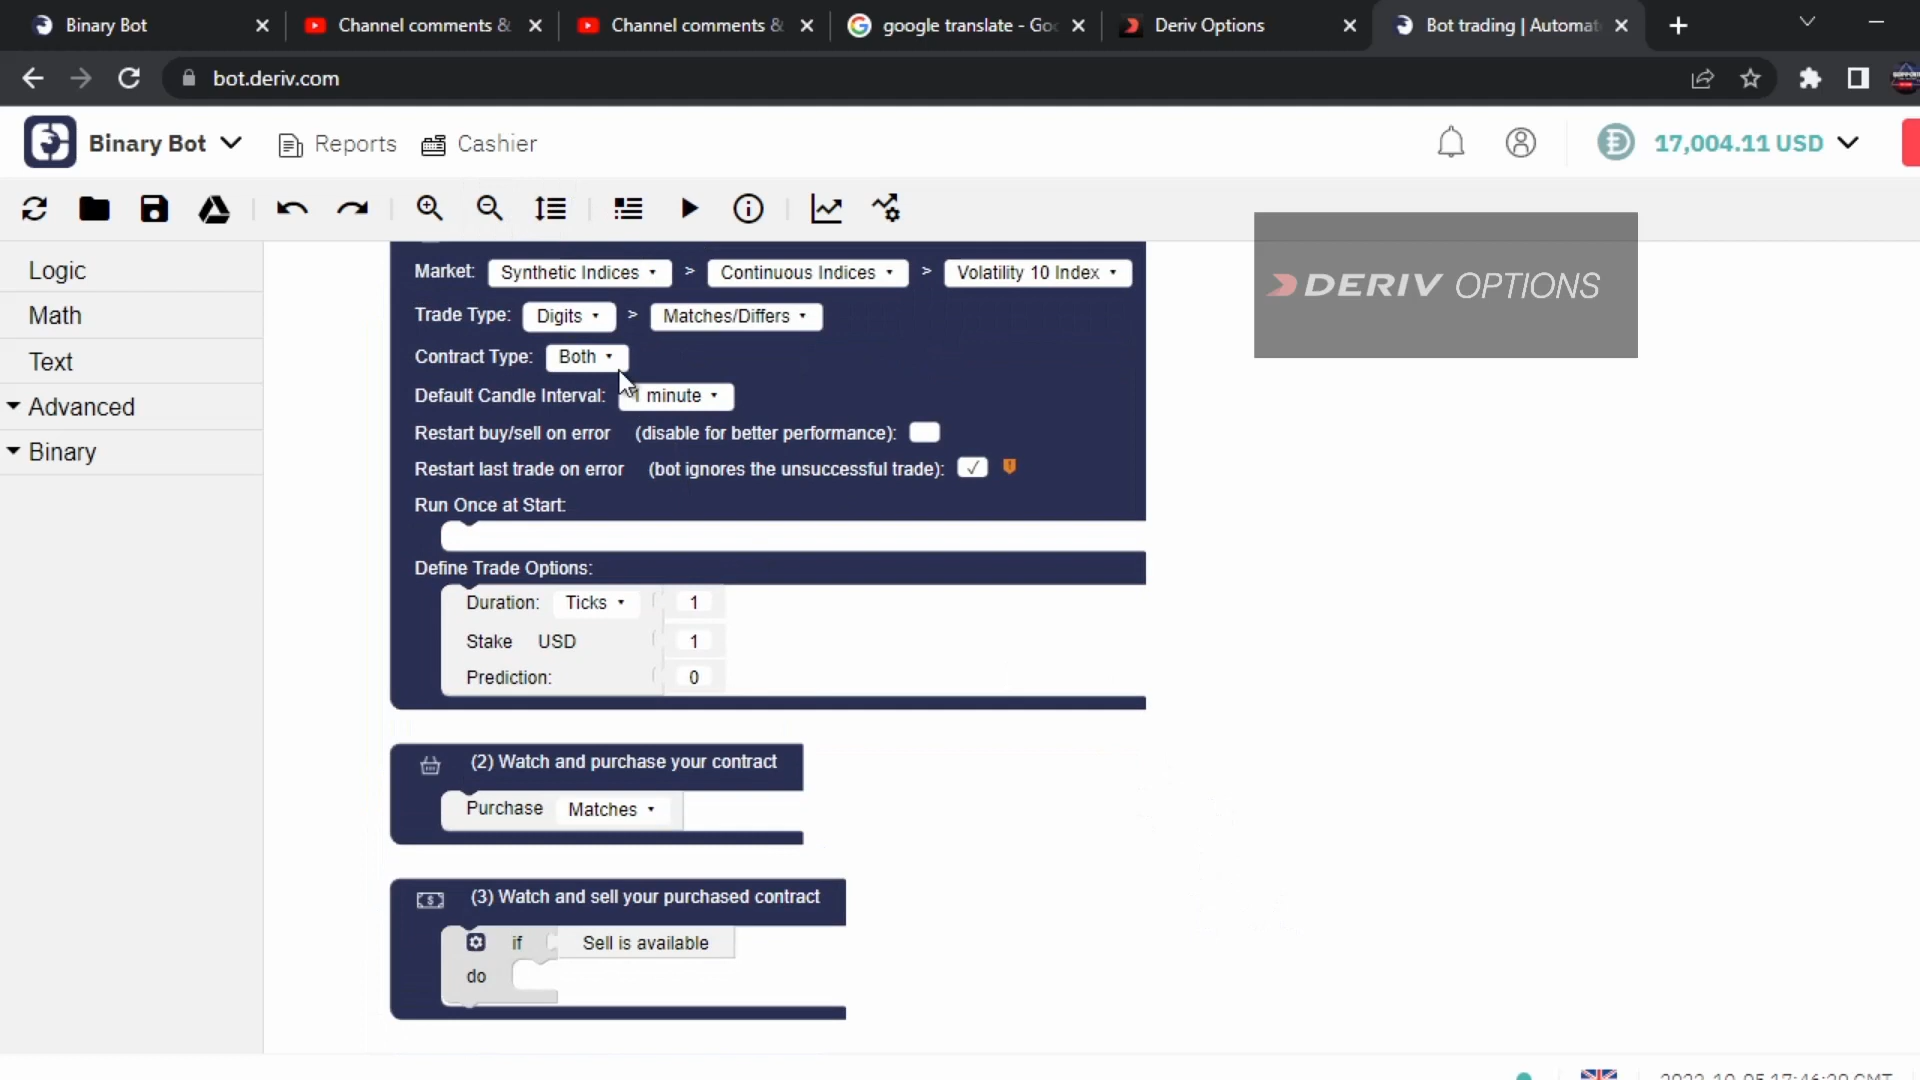 Binary Bot
Channel comments &
Channel comments &
google translate - Go
Deriv Options
Bot trading | Automat
bot.deriv.com
Binary Bot
Reports
Cashier
17,004.11 USD
Logic
Math
Text
Advanced
Binary
Market: Synthetic Indices > Continuous Indices > Volatility 10 Index
Trade Type: Digits > Matches/Differs
Contract Type: Both
Default Candle Interval: 1 minute
Restart buy/sell on error (disable for better performance):
Restart last trade on error (bot ignores the unsuccessful trade):
Run Once at Start:
Define Trade Options:
Duration: Ticks 1
Stake USD 1
Prediction: 0
(2) Watch and purchase your contract
Purchase Matches
(3) Watch and sell your purchased contract
if Sell is available
do
DERIV OPTIONS